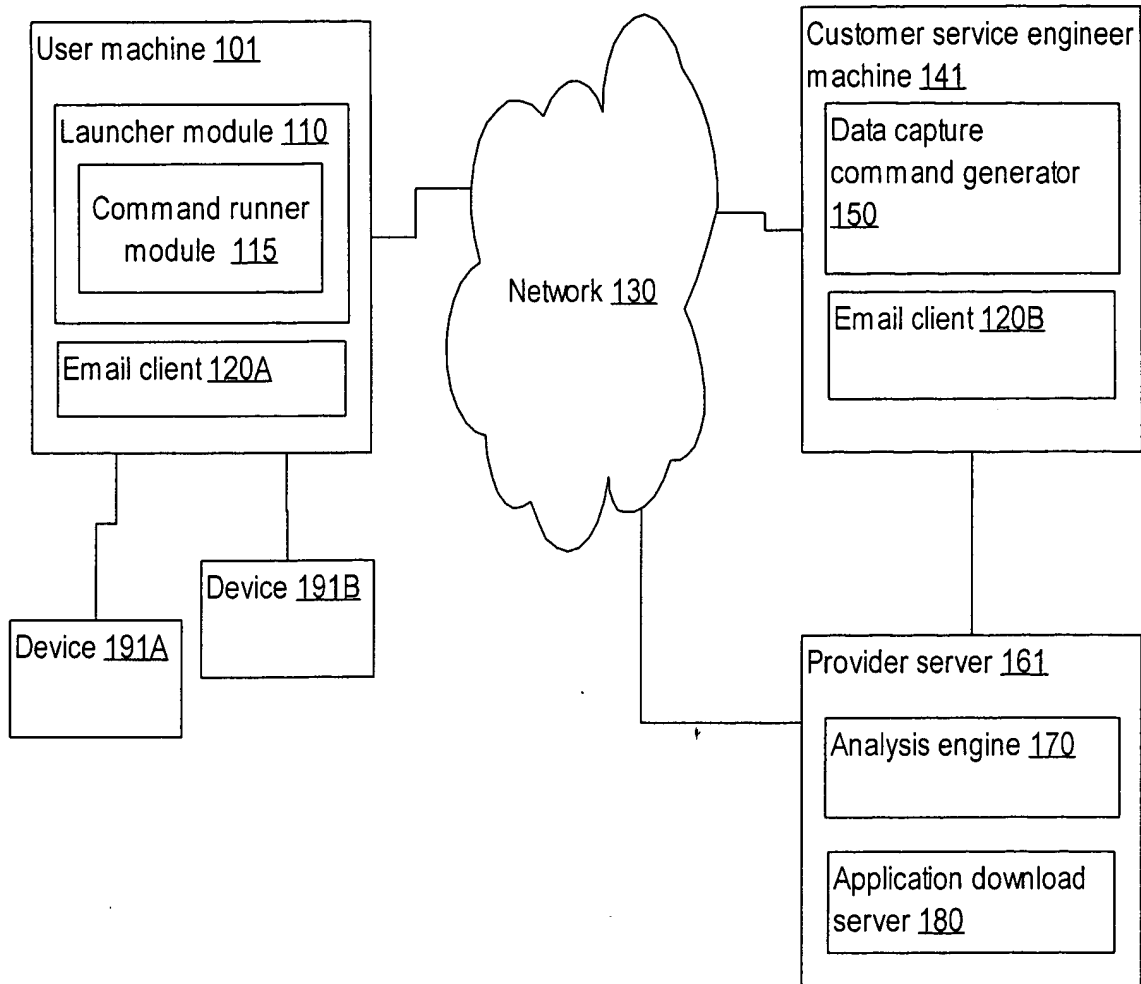 User machine 101
Launcher module 110
Command runner
module 115
Email client 120A
Device 191A
Device 191B
Network 130
Customer service engineer
machine 141
Data capture
command generator
150
Email client 120B
Provider server 161
Analysis engine 170
Application download
server 180